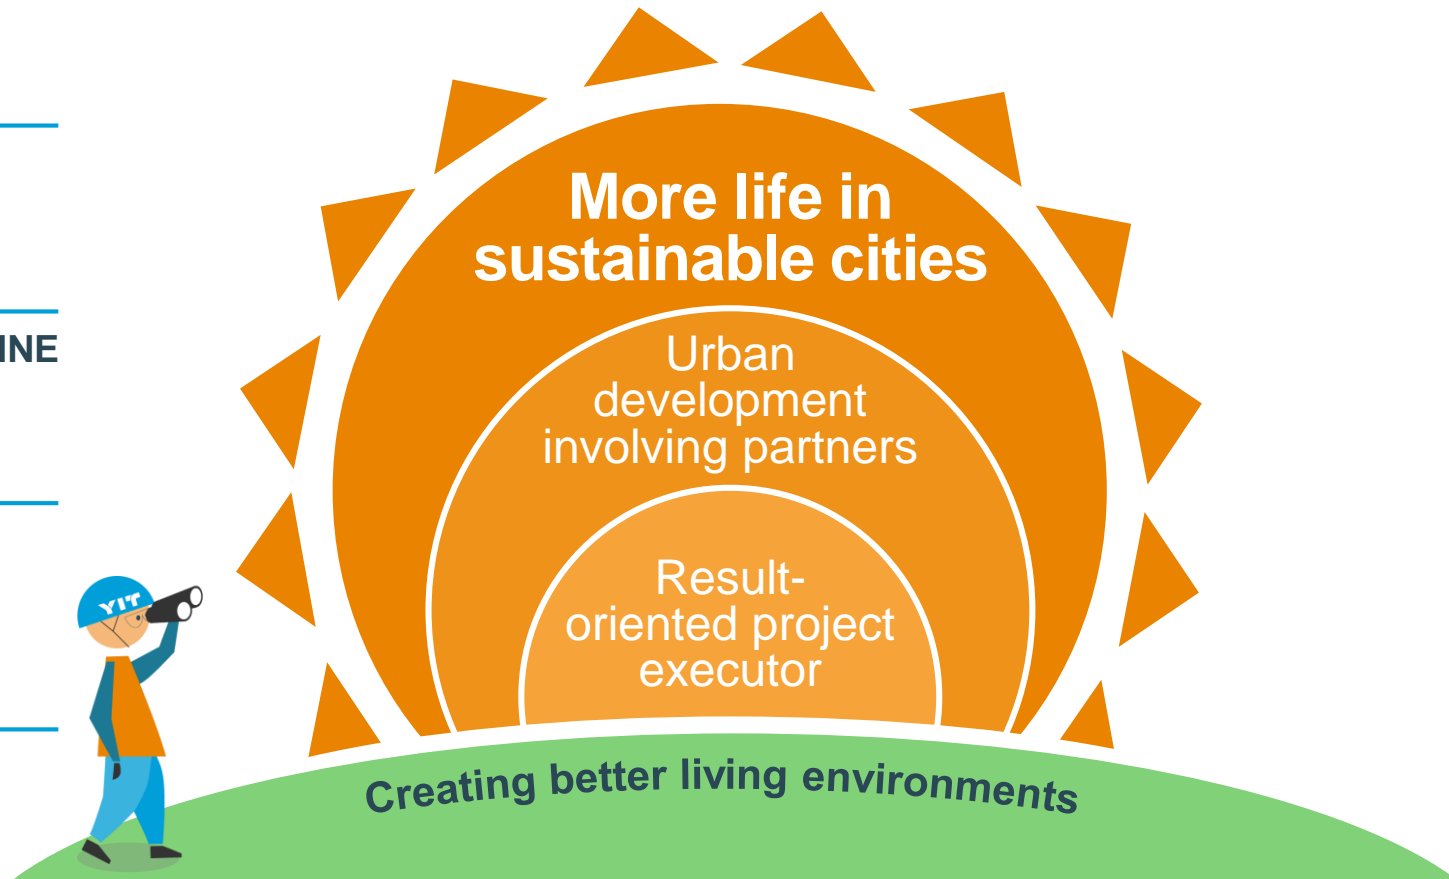 More life in
sustainable cities
INE
Urban
development
involving partners
Result-
oriented project
executor
YIT
Creating better living environments